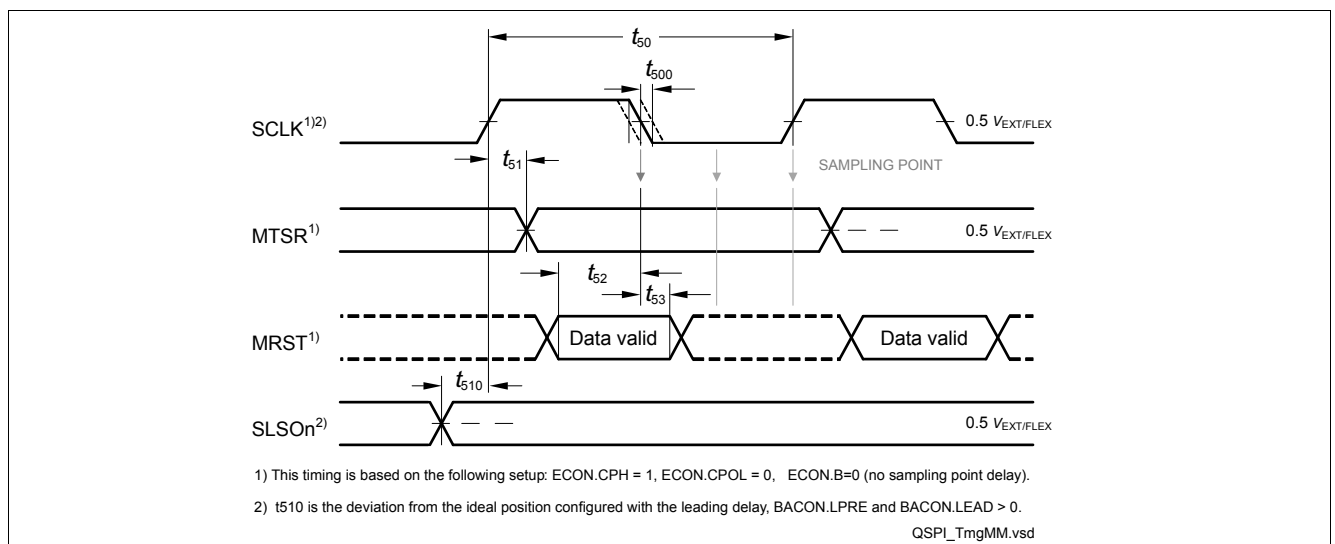 t50
t500
SCLK1)2)
0.5 VEXT/FLEX
t51
SAMPLING POINT
MTSR1)
0.5 VEXT/FLEX
t52
t53
MRST1)
Data valid
Data valid
t510
SLSOn2)
0.5 VEXT/FLEX
1) This timing is based on the following setup: ECON.CPH = 1, ECON.CPOL = 0, ECON.B=0 (no sampling point delay).
2) t510 is the deviation from the ideal position configured with the leading delay, BACON.LPRE and BACON.LEAD > 0.
QSPI_TmgMM.vsd